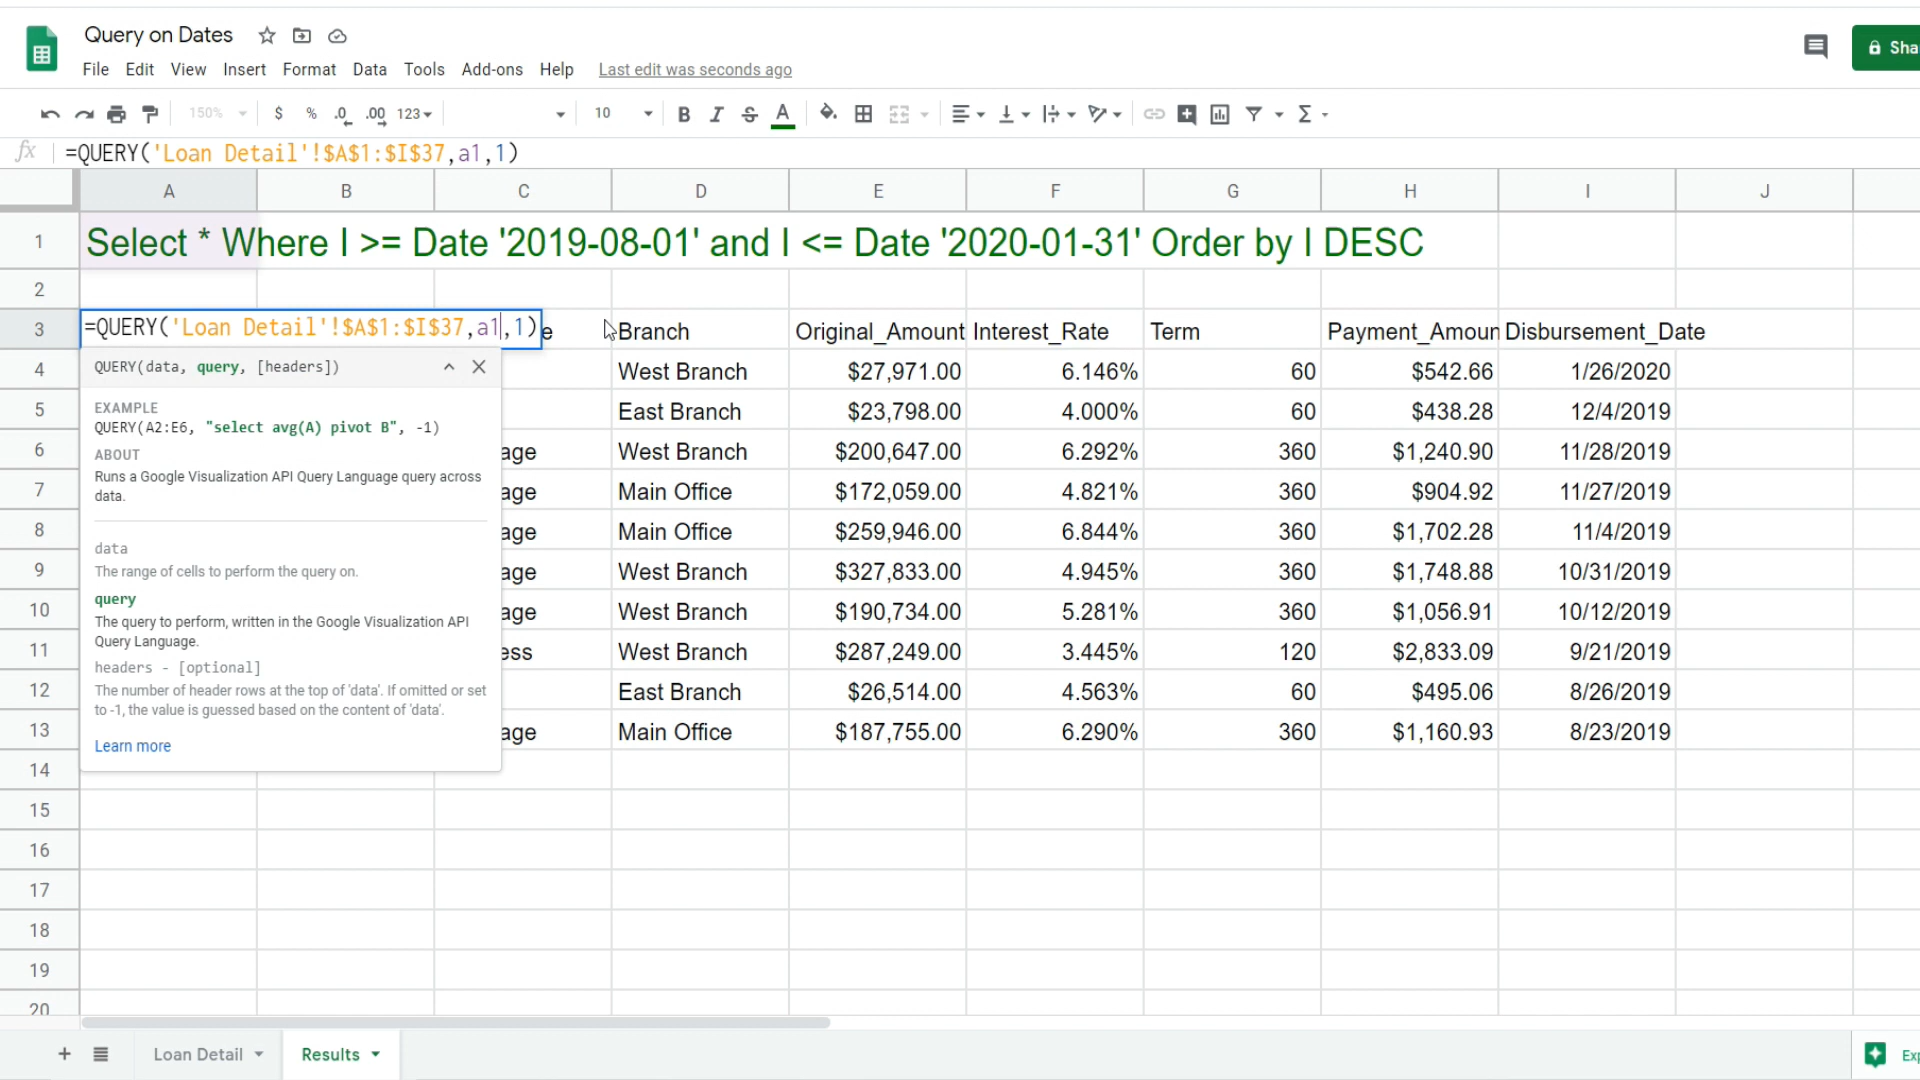 Query on Dates
File Edit View Insert Format Data Tools Add-ons Help Last edit was seconds ago
Sha
150% $ % .0 .00 123 10 B I S A
fx =QUERY('Loan Detail'!$A$1:$I$37,a1,1)
A B C D E F G H I J
1 Select * Where I >= Date '2019-08-01' and I <= Date '2020-01-31' Order by I DESC
2
3 =QUERY('Loan Detail'!$A$1:$I$37,a1,1) e Branch Original_Amount Interest_Rate Term Payment_Amoun Disbursement_Date
QUERY(data, query, [headers])
EXAMPLE
QUERY(A2:E6, "select avg(A) pivot B", -1)
ABOUT
Runs a Google Visualization API Query Language query across
data.
data
The range of cells to perform the query on.
query
The query to perform, written in the Google Visualization API
Query Language.
headers - [optional]
The number of header rows at the top of 'data'. If omitted or set
to -1, the value is guessed based on the content of 'data'.
Learn more
4 West Branch $27,971.00 6.146% 60 $542.66 1/26/2020
5 East Branch $23,798.00 4.000% 60 $438.28 12/4/2019
6 age West Branch $200,647.00 6.292% 360 $1,240.90 11/28/2019
7 age Main Office $172,059.00 4.821% 360 $904.92 11/27/2019
8 age Main Office $259,946.00 6.844% 360 $1,702.28 11/4/2019
9 age West Branch $327,833.00 4.945% 360 $1,748.88 10/31/2019
10 age West Branch $190,734.00 5.281% 360 $1,056.91 10/12/2019
11 ess West Branch $287,249.00 3.445% 120 $2,833.09 9/21/2019
12 East Branch $26,514.00 4.563% 60 $495.06 8/26/2019
13 age Main Office $187,755.00 6.290% 360 $1,160.93 8/23/2019
14
15
16
17
18
19
20
+ Loan Detail Results Exp